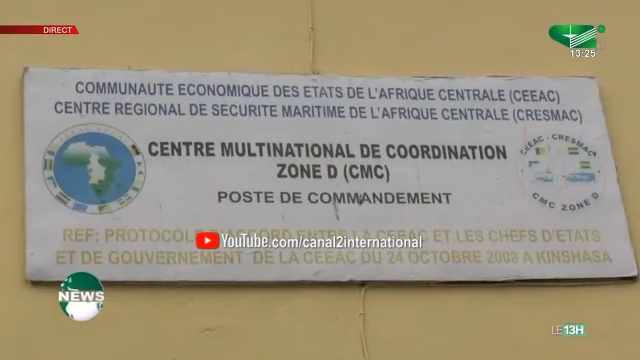 DIRECT
13:25
COMMUNAUTE ECONOMIQUE DES ETATS DE L'AFRIQUE CENTRALE (CEEAC)
CENTRE REGIONAL DE SECURITE MARITIME DE L'AFRIQUE CENTRALE (CRESMAC)
CENTRE MULTINATIONAL DE COORDINATION
ZONE D (CMC)
POSTE DE COMMANDEMENT
CEEAC - CRESMAC
CMC ZONE D
REF: PROTOCOLE D'ACCORD ENTRE LA CEEAC ET LES CHEFS D'ETATS
YouTube.com/canal2international
ET DE GOUVERNEMENT DE LA CEEAC DU 24 OCTOBRE 2009 A KINSHASA
NEWS
LE 13H